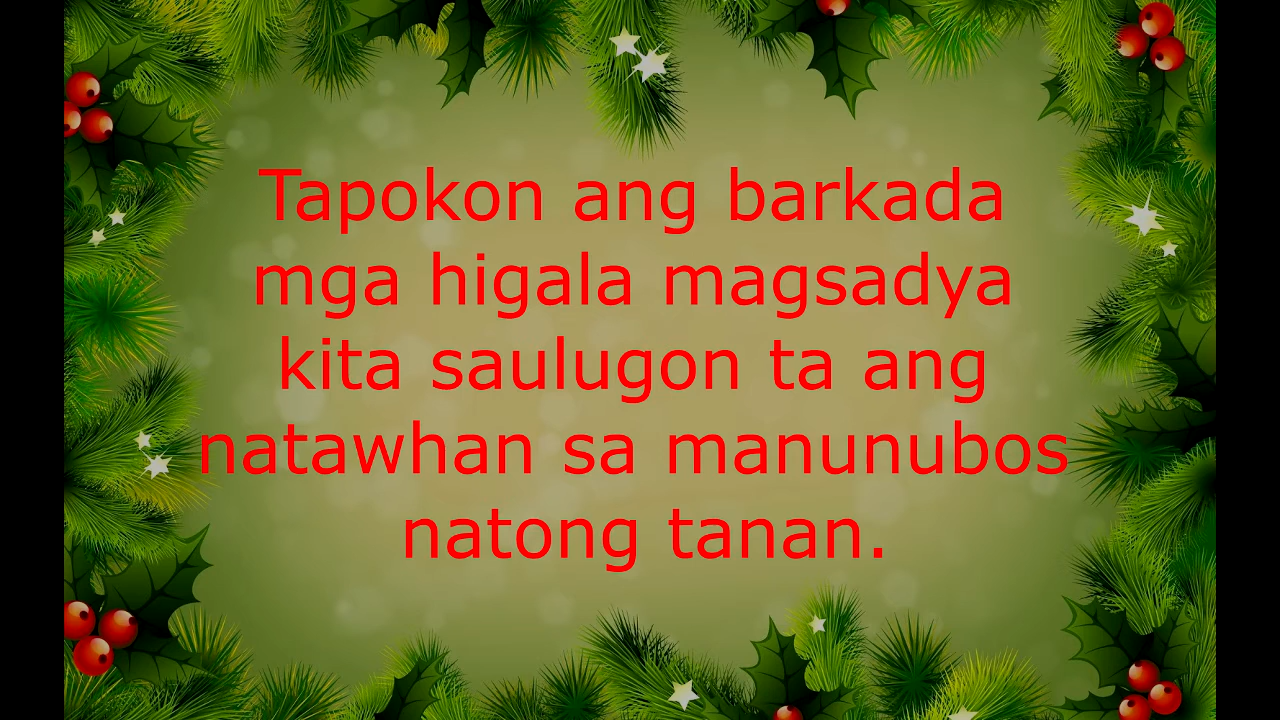 Tapokon ang barkada
mga higala magsadya
kita saulugon ta ang
natawhan sa manunubos
natong tanan.